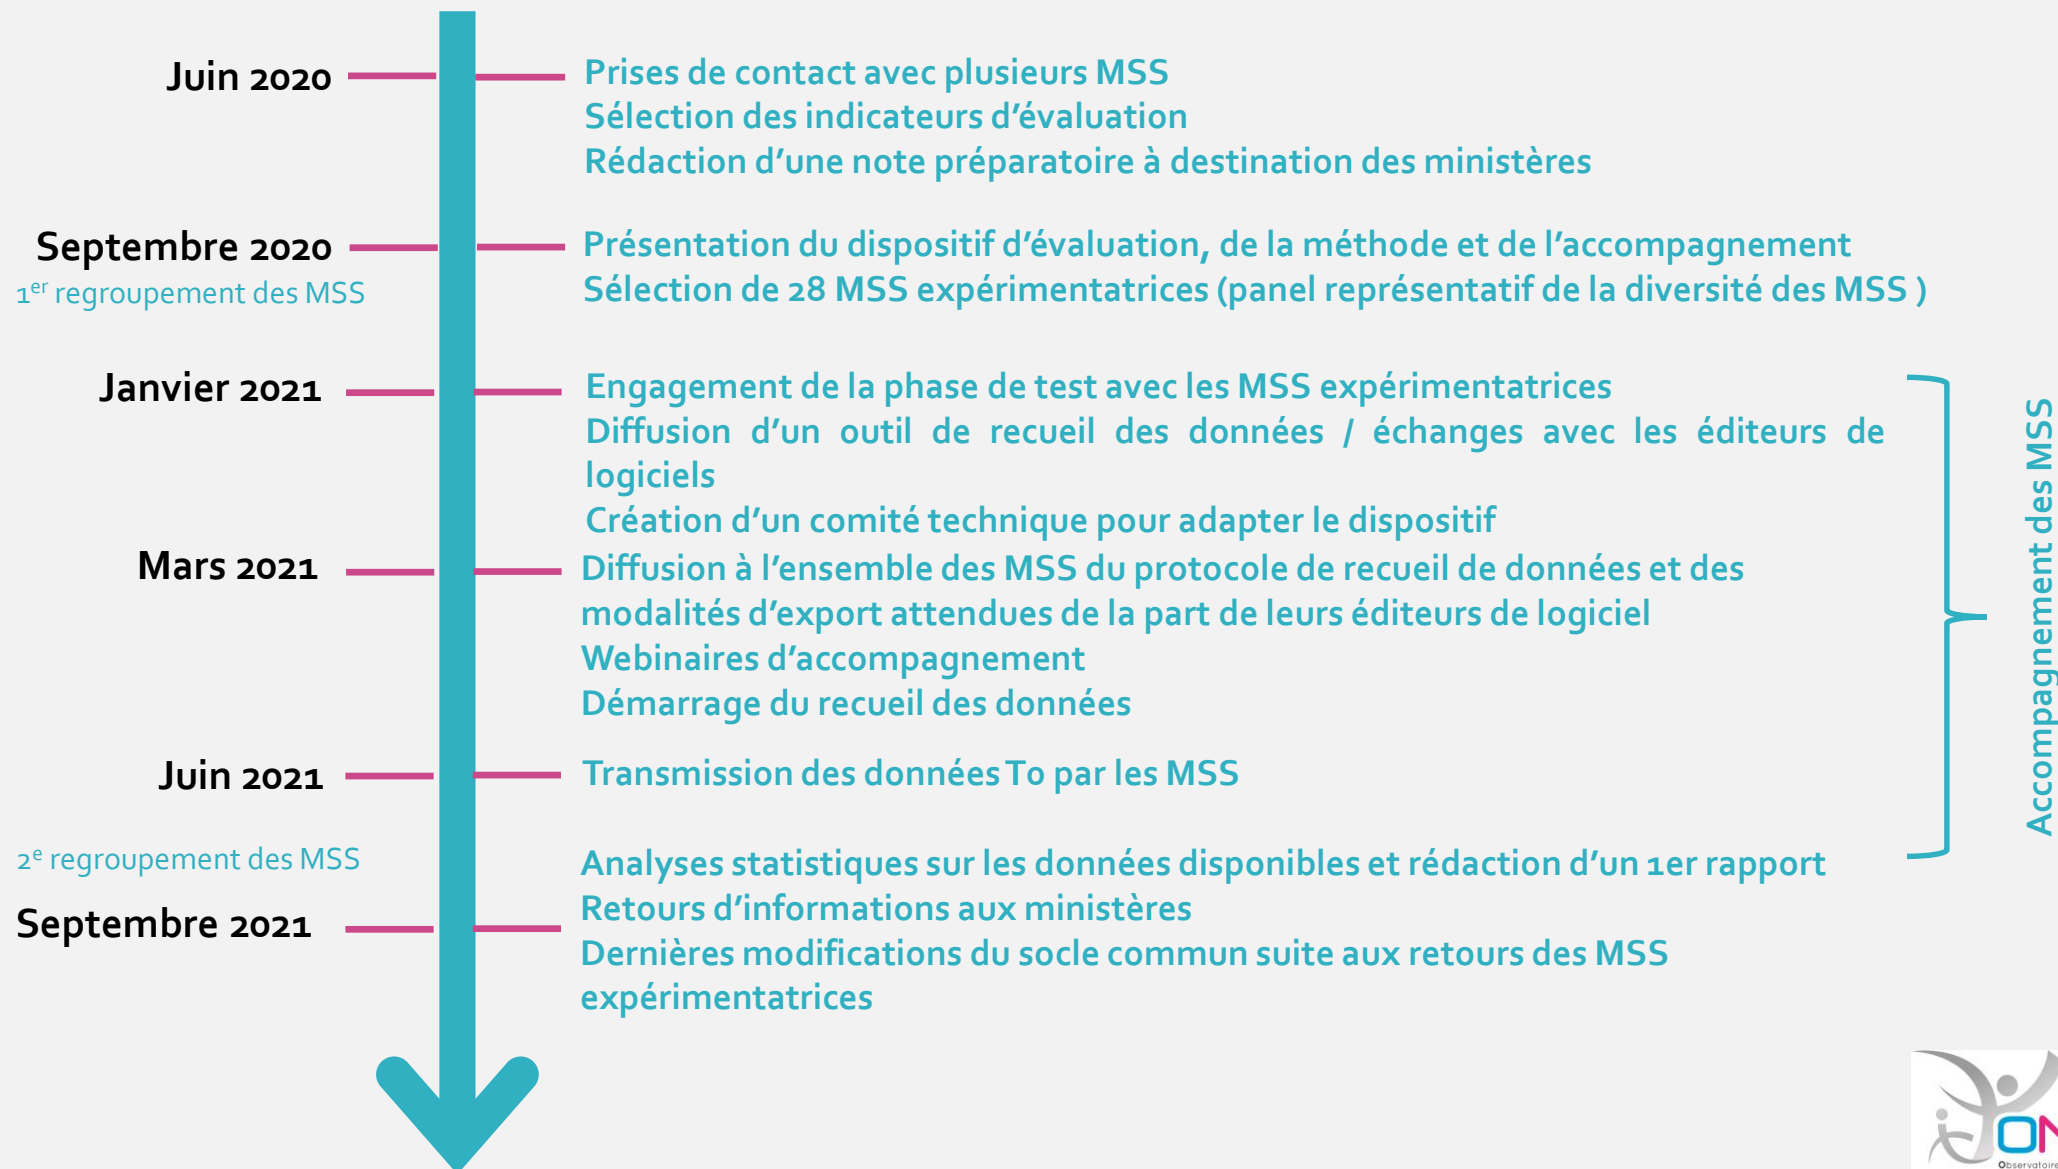 Juin 2020
Prises de contact avec plusieurs MSS
Sélection des indicateurs d’évaluation
Rédaction d’une note préparatoire à destination des ministères
Septembre 2020
1er regroupement des MSS
Présentation du dispositif d’évaluation, de la méthode et de l’accompagnement
Sélection de 28 MSS expérimentatrices (panel représentatif de la diversité des MSS )
Janvier 2021
Engagement de la phase de test avec les MSS expérimentatrices
Diffusion d’un outil de recueil des données / échanges avec les éditeurs de
logiciels
Création d’un comité technique pour adapter le dispositif
Mars 2021
Diffusion à l’ensemble des MSS du protocole de recueil de données et des
modalités d’export attendues de la part de leurs éditeurs de logiciel
Webinaires d’accompagnement
Démarrage du recueil des données
Juin 2021
Transmission des données T0 par les MSS
2e regroupement des MSS
Septembre 2021
Analyses statistiques sur les données disponibles et rédaction d’un 1er rapport
Retours d’informations aux ministères
Dernières modifications du socle commun suite aux retours des MSS
expérimentatrices
Accompagnement des MSS
Observatoire